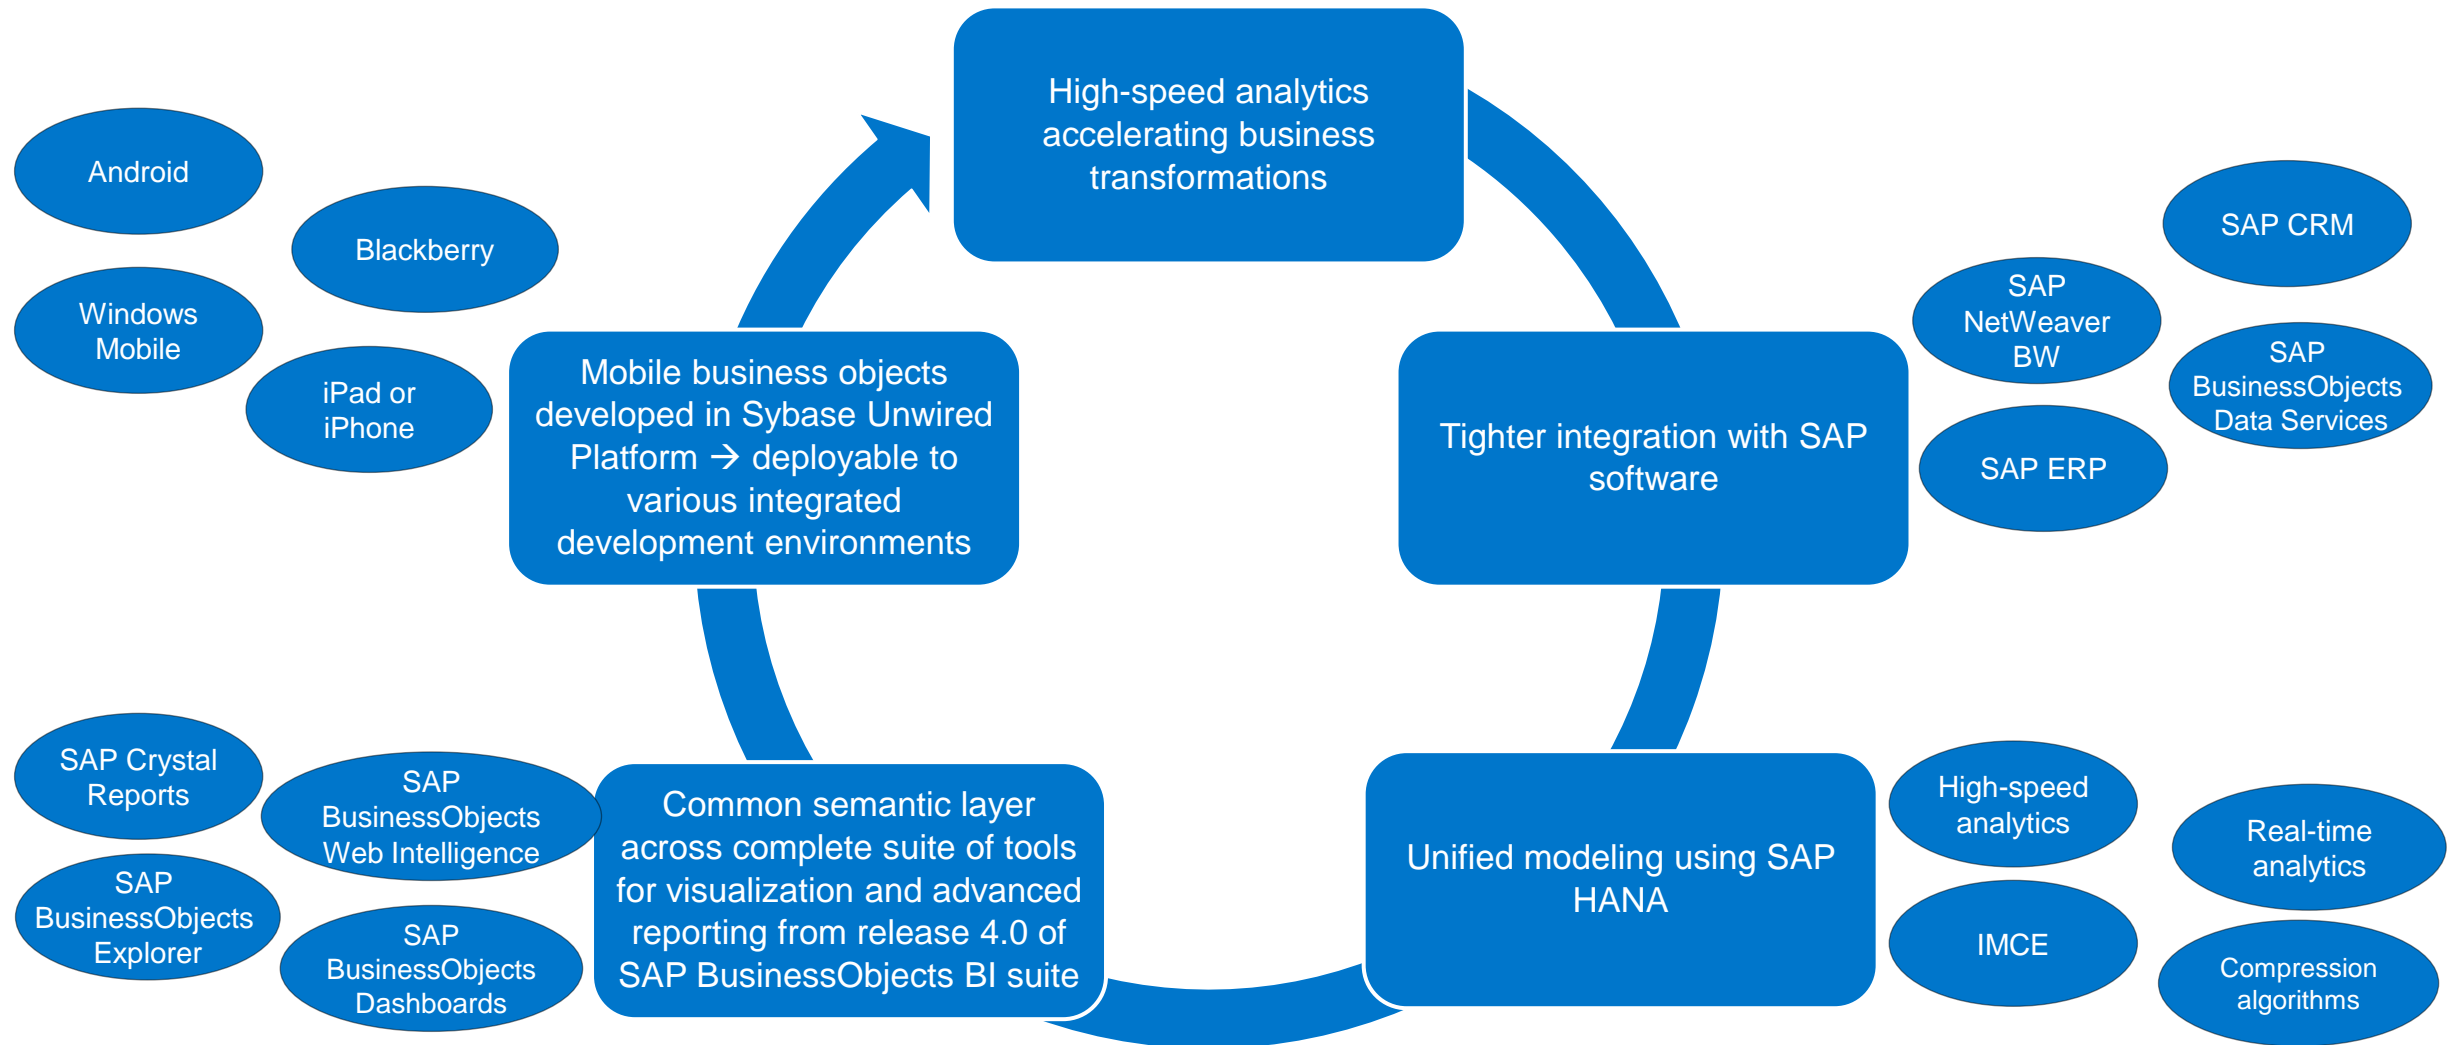 High-speed analytics
accelerating business
transformations
Android
Blackberry
Windows
Mobile
iPad or
iPhone
Mobile business objects
developed in Sybase Unwired
Platform → deployable to
various integrated
development environments
Tighter integration with SAP
software
SAP CRM
SAP
NetWeaver
BW
SAP
BusinessObjects
Data Services
SAP ERP
SAP Crystal
Reports
SAP
BusinessObjects
Web Intelligence
SAP
BusinessObjects
Explorer
SAP
BusinessObjects
Dashboards
Common semantic layer
across complete suite of tools
for visualization and advanced
reporting from release 4.0 of
SAP BusinessObjects BI suite
Unified modeling using SAP
HANA
High-speed
analytics
Real-time
analytics
IMCE
Compression
algorithms